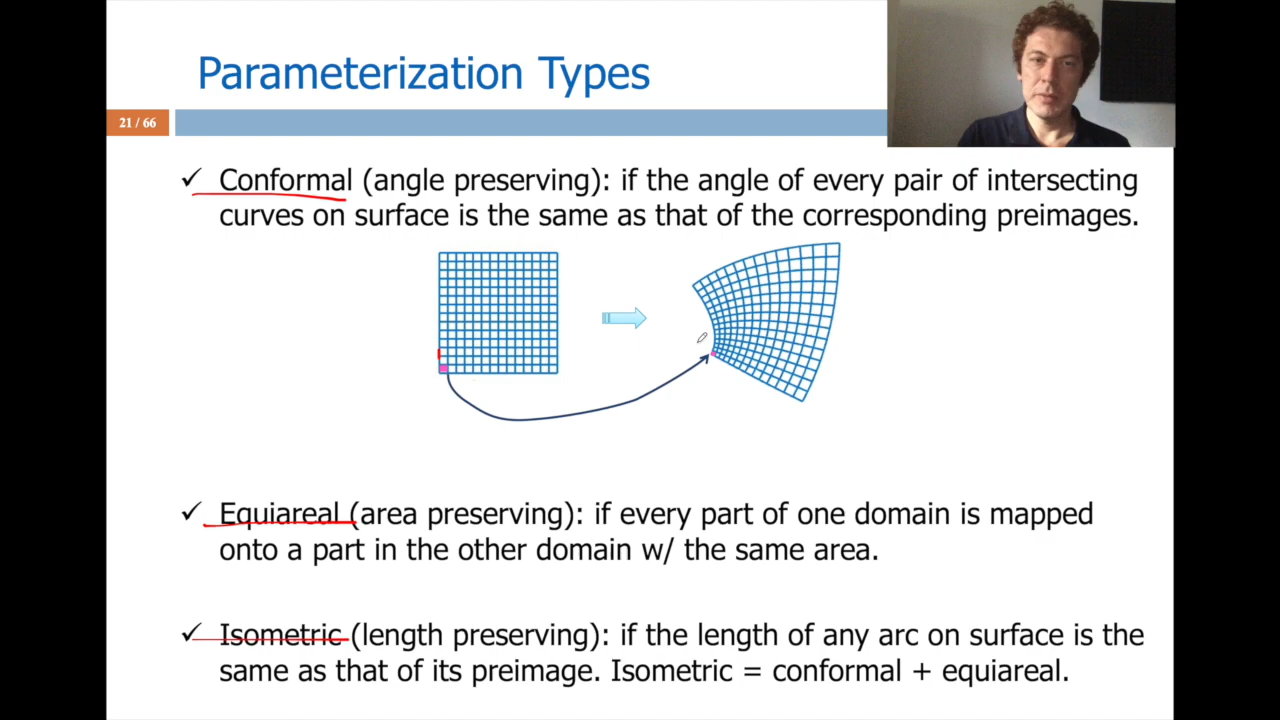 Parameterization Types
21 / 66
✓ Conformal (angle preserving): if the angle of every pair of intersecting
curves on surface is the same as that of the corresponding preimages.
✓ Equiareal (area preserving): if every part of one domain is mapped
onto a part in the other domain w/ the same area.
✓ Isometric (length preserving): if the length of any arc on surface is the
same as that of its preimage. Isometric = conformal + equiareal.